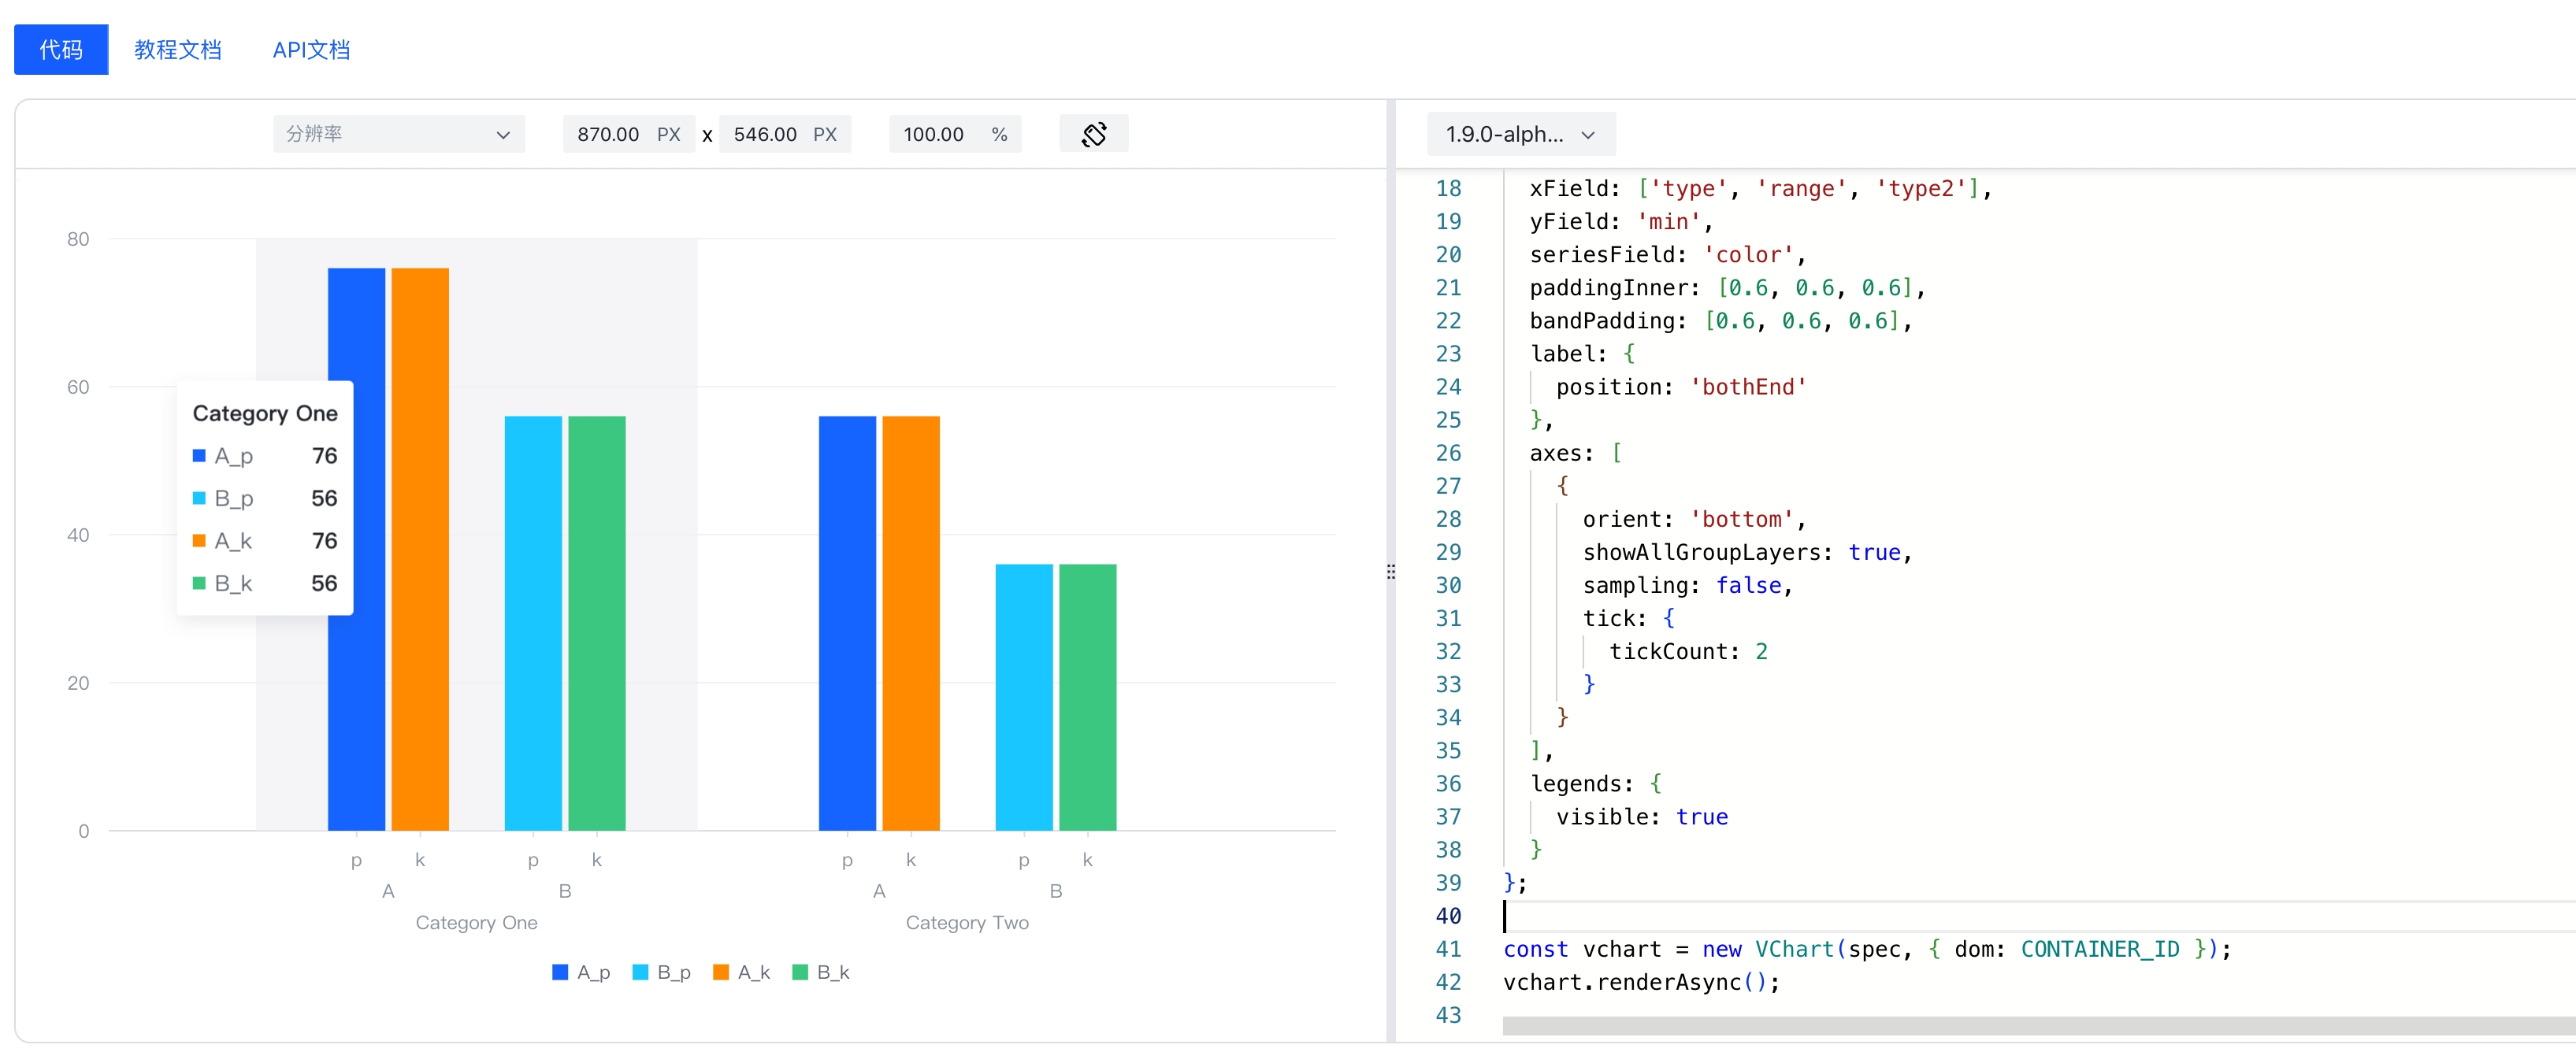 代码 教程文档 API文档
分辨率 870.00 PX x 546.00 PX 100.00 %
80
60
40
20
0
Category One
A_p 76
B_p 56
A_k 76
B_k 56
p k p k p k p k
A B A B
Category One Category Two
A_p B_p A_k B_k
1.9.0-alph...
18 xField: ['type', 'range', 'type2'],
19 yField: 'min',
20 seriesField: 'color',
21 paddingInner: [0.6, 0.6, 0.6],
22 bandPadding: [0.6, 0.6, 0.6],
23 label: {
24 position: 'bothEnd'
25 },
26 axes: [
27 {
28 orient: 'bottom',
29 showAllGroupLayers: true,
30 sampling: false,
31 tick: {
32 tickCount: 2
33 }
34 }
35 ],
36 legends: {
37 visible: true
38 }
39 };
40
41 const vchart = new VChart(spec, { dom: CONTAINER_ID });
42 vchart.renderAsync();
43